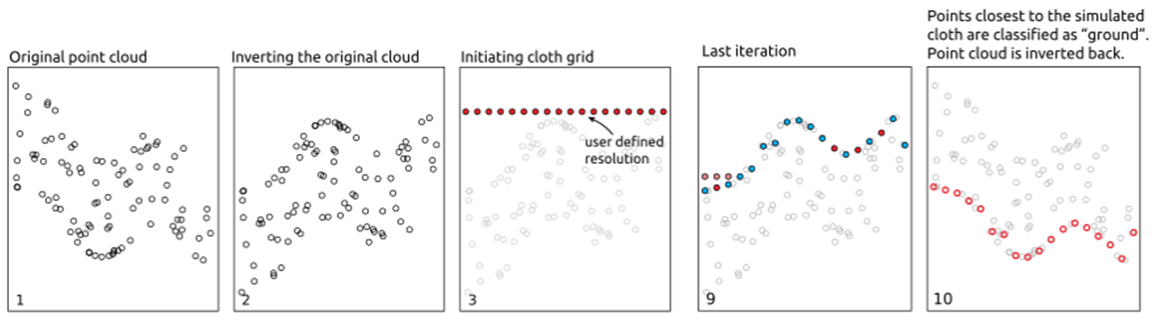 Original point cloud
1
Inverting the original cloud
2
Initiating cloth grid
user defined
resolution
3
Last iteration
9
Points closest to the simulated
cloth are classified as “ground”.
Point cloud is inverted back.
10